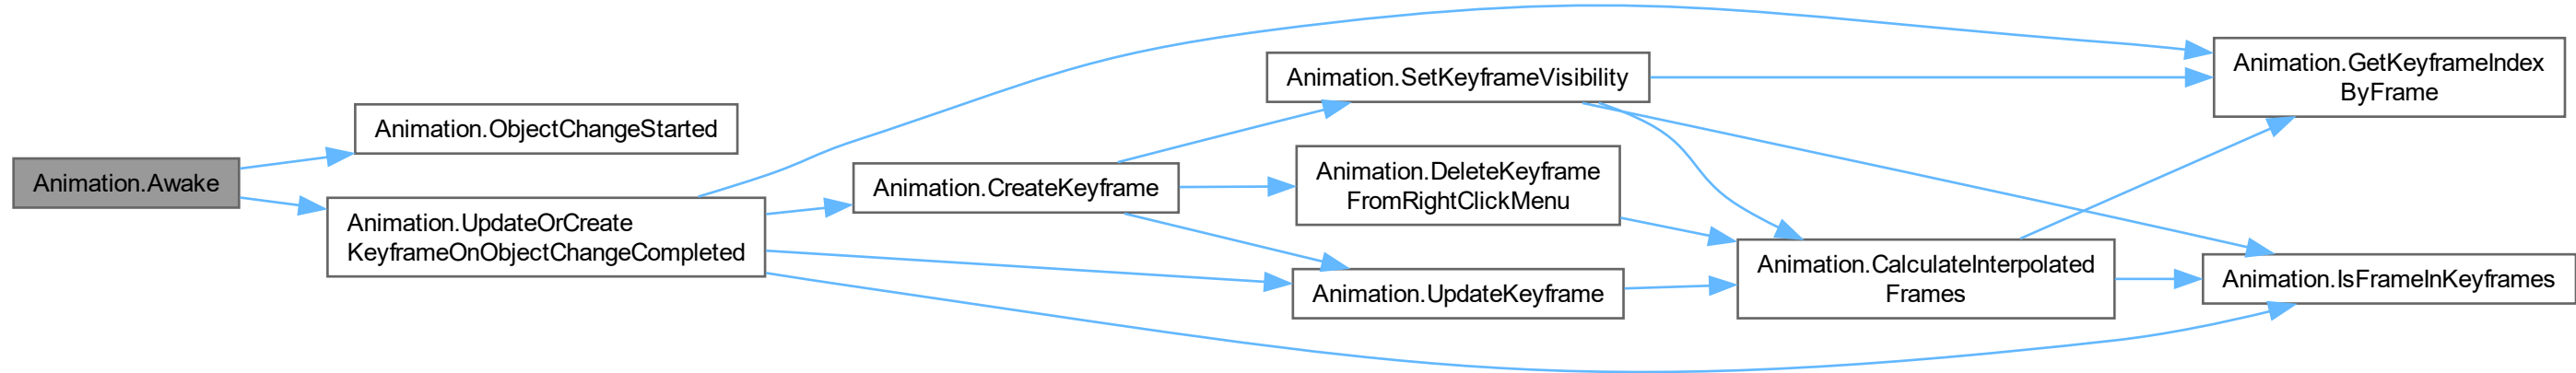 Animation.Awake
Animation.ObjectChangeStarted
Animation.UpdateOrCreate
KeyframeOnObjectChangeCompleted
Animation.CreateKeyframe
Animation.SetKeyframeVisibility
Animation.DeleteKeyframe
FromRightClickMenu
Animation.UpdateKeyframe
Animation.CalculateInterpolated
Frames
Animation.GetKeyframeIndex
ByFrame
Animation.IsFrameInKeyframes